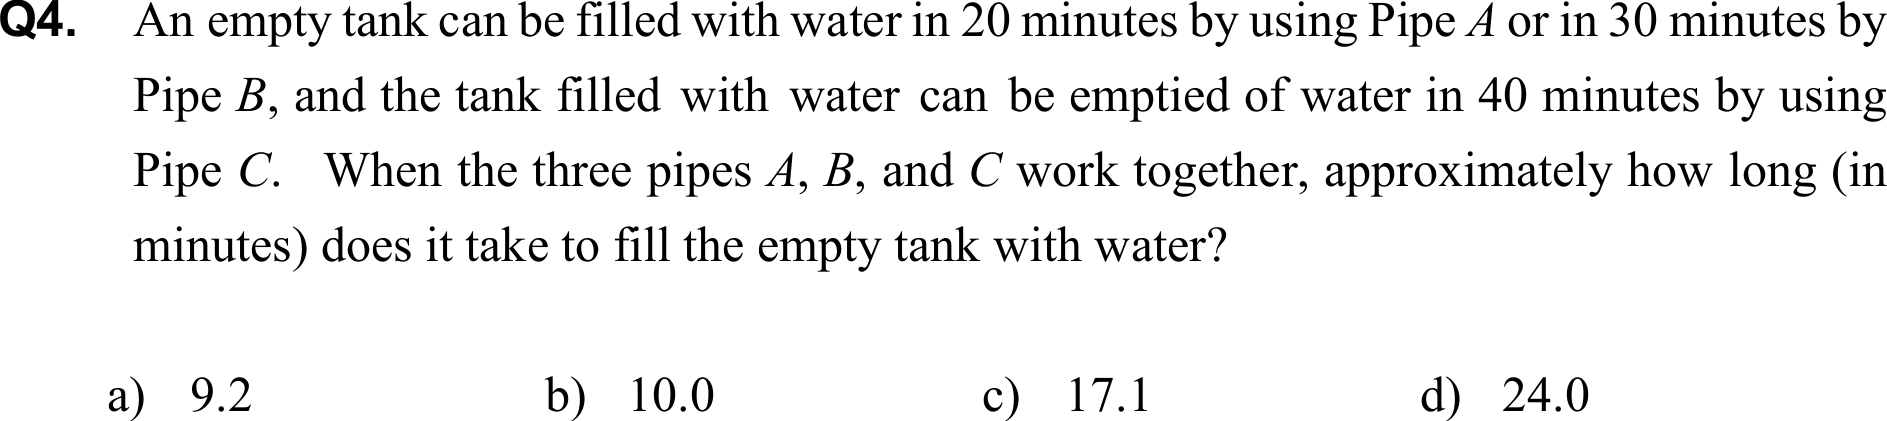 Q4. An empty tank can be filled with water in 20 minutes by using Pipe A or in 30 minutes by
Pipe B, and the tank filled with water can be emptied of water in 40 minutes by using
Pipe C. When the three pipes A, B, and C work together, approximately how long (in
minutes) does it take to fill the empty tank with water?
a) 9.2 b) 10.0 c) 17.1 d) 24.0